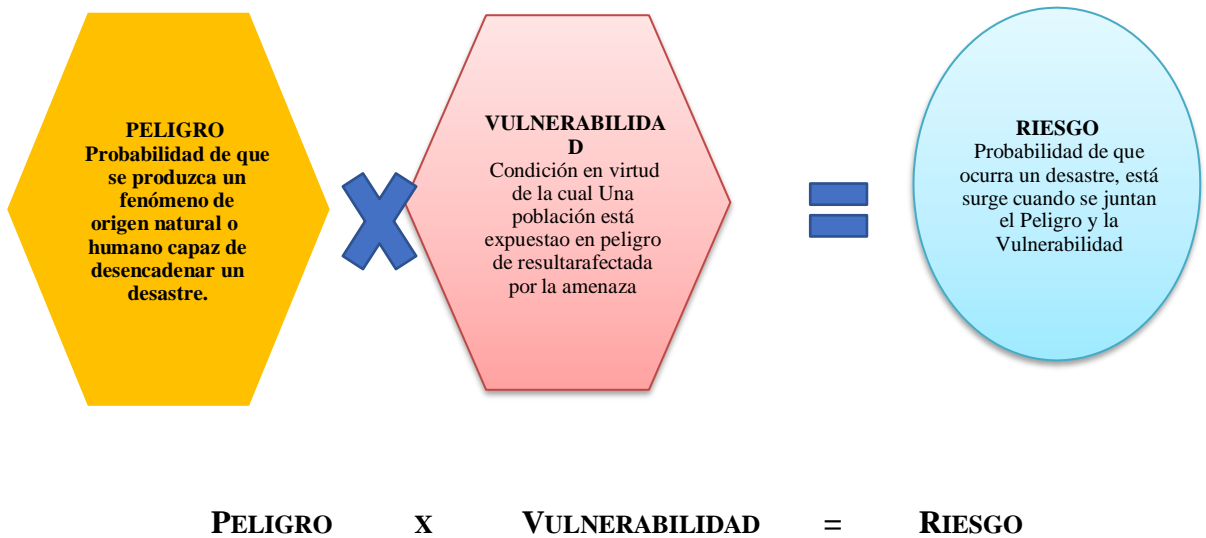 PELIGRO
Probabilidad de que
se produzca un
fenómeno de
origen natural o
humano capaz de
desencadenar un
desastre.
VULNERABILIDA
D
Condición en virtud
de la cual Una
población está
expuestao en peligro
de resultarafectada
por la amenaza
RIESGO
Probabilidad de que
ocurra un desastre, está
surge cuando se juntan
el Peligro y la
Vulnerabilidad
PELIGRO X VULNERABILIDAD = RIESGO